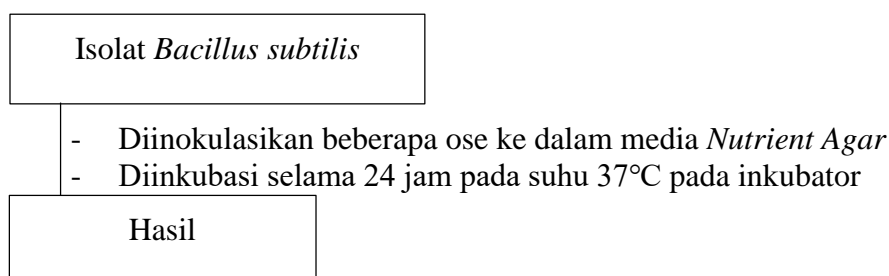 Isolat Bacillus subtilis
- Diinokulasikan beberapa ose ke dalam media Nutrient Agar
- Diinkubasi selama 24 jam pada suhu 37°C pada inkubator
Hasil